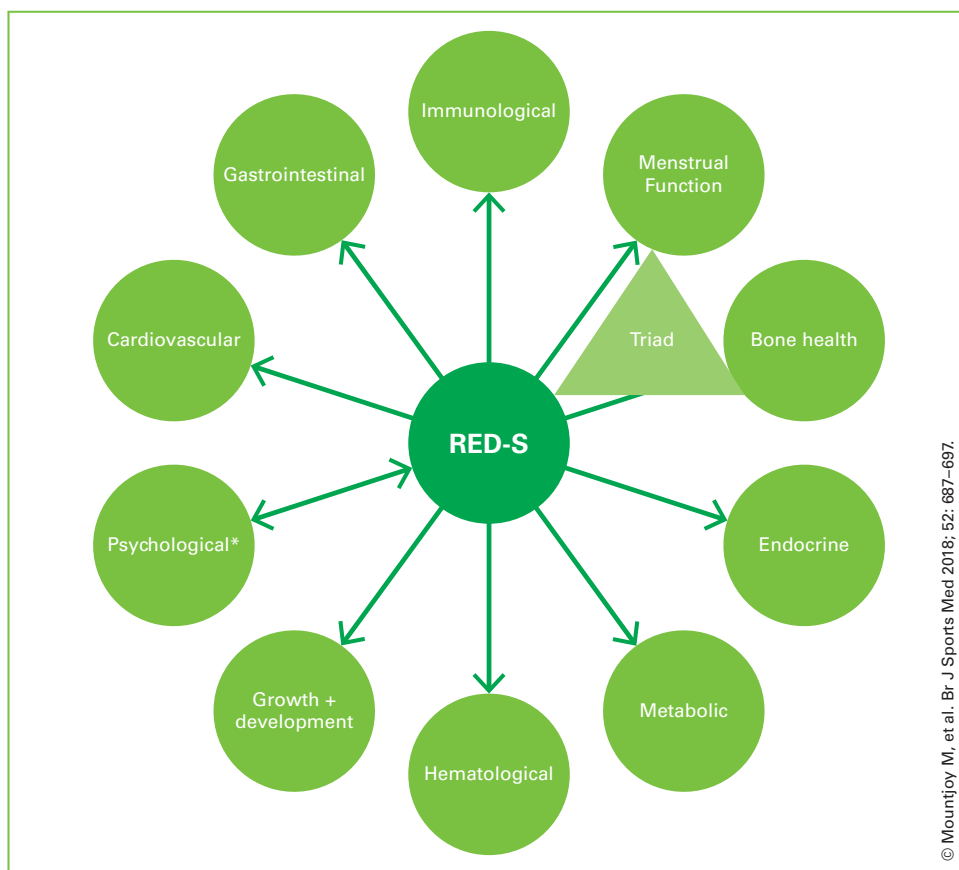 Immunological
Gastrointestinal
Menstrual
Function
Cardiovascular
Triad
Bone health
RED-S
Psychological*
Endocrine
Growth +
development
Metabolic
Hematological
© Mountjoy M, et al. Br J Sports Med 2018; 52: 687–697.